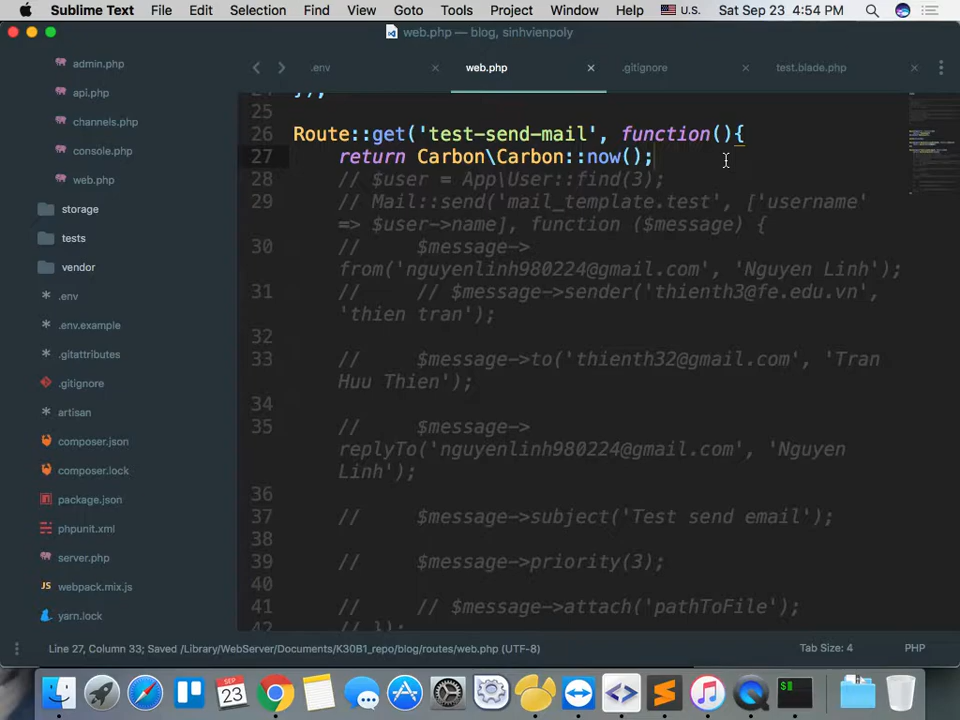 Sublime Text File Edit Selection Find View Goto Tools Project Window Help U.S. Sat Sep 23 4:54 PM
web.php — blog, sinhvienpoly
admin.php
api.php
channels.php
console.php
web.php
storage
tests
vendor
.env
.env.example
.gitattributes
.gitignore
artisan
composer.json
composer.lock
package.json
phpunit.xml
server.php
JS webpack.mix.js
yarn.lock
.env × web.php × .gitignore × test.blade.php ×
25
26 Route::get('test-send-mail', function(){
27 return Carbon\Carbon::now();
28 // $user = App\User::find(3);
29 // Mail::send('mail_template.test', ['username'
=> $user->name], function ($message) {
30 // $message->
from('nguyenlinh980224@gmail.com', 'Nguyen Linh');
31 // // $message->sender('thienth3@fe.edu.vn',
'thien tran');
32
33 // $message->to('thienth32@gmail.com', 'Tran
Huu Thien');
34
35 // $message->
replyTo('nguyenlinh980224@gmail.com', 'Nguyen
Linh');
36
37 // $message->subject('Test send email');
38
39 // $message->priority(3);
40
41 // // $message->attach('pathToFile');
42 // });
Line 27, Column 33; Saved /Library/WebServer/Documents/K30B1_repo/blog/routes/web.php (UTF-8) Tab Size: 4 PHP
SEP
23
$